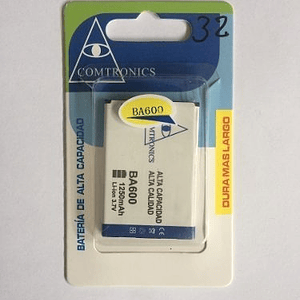 32
COMTRONICS
BA600
BATERÍA DE ALTA CAPACIDAD
DURA MAS LARGO
COMTRONICS
ALTA CAPACIDAD
ALTA CALIDAD
BA600
1250mAh
Li-ion 3.7V